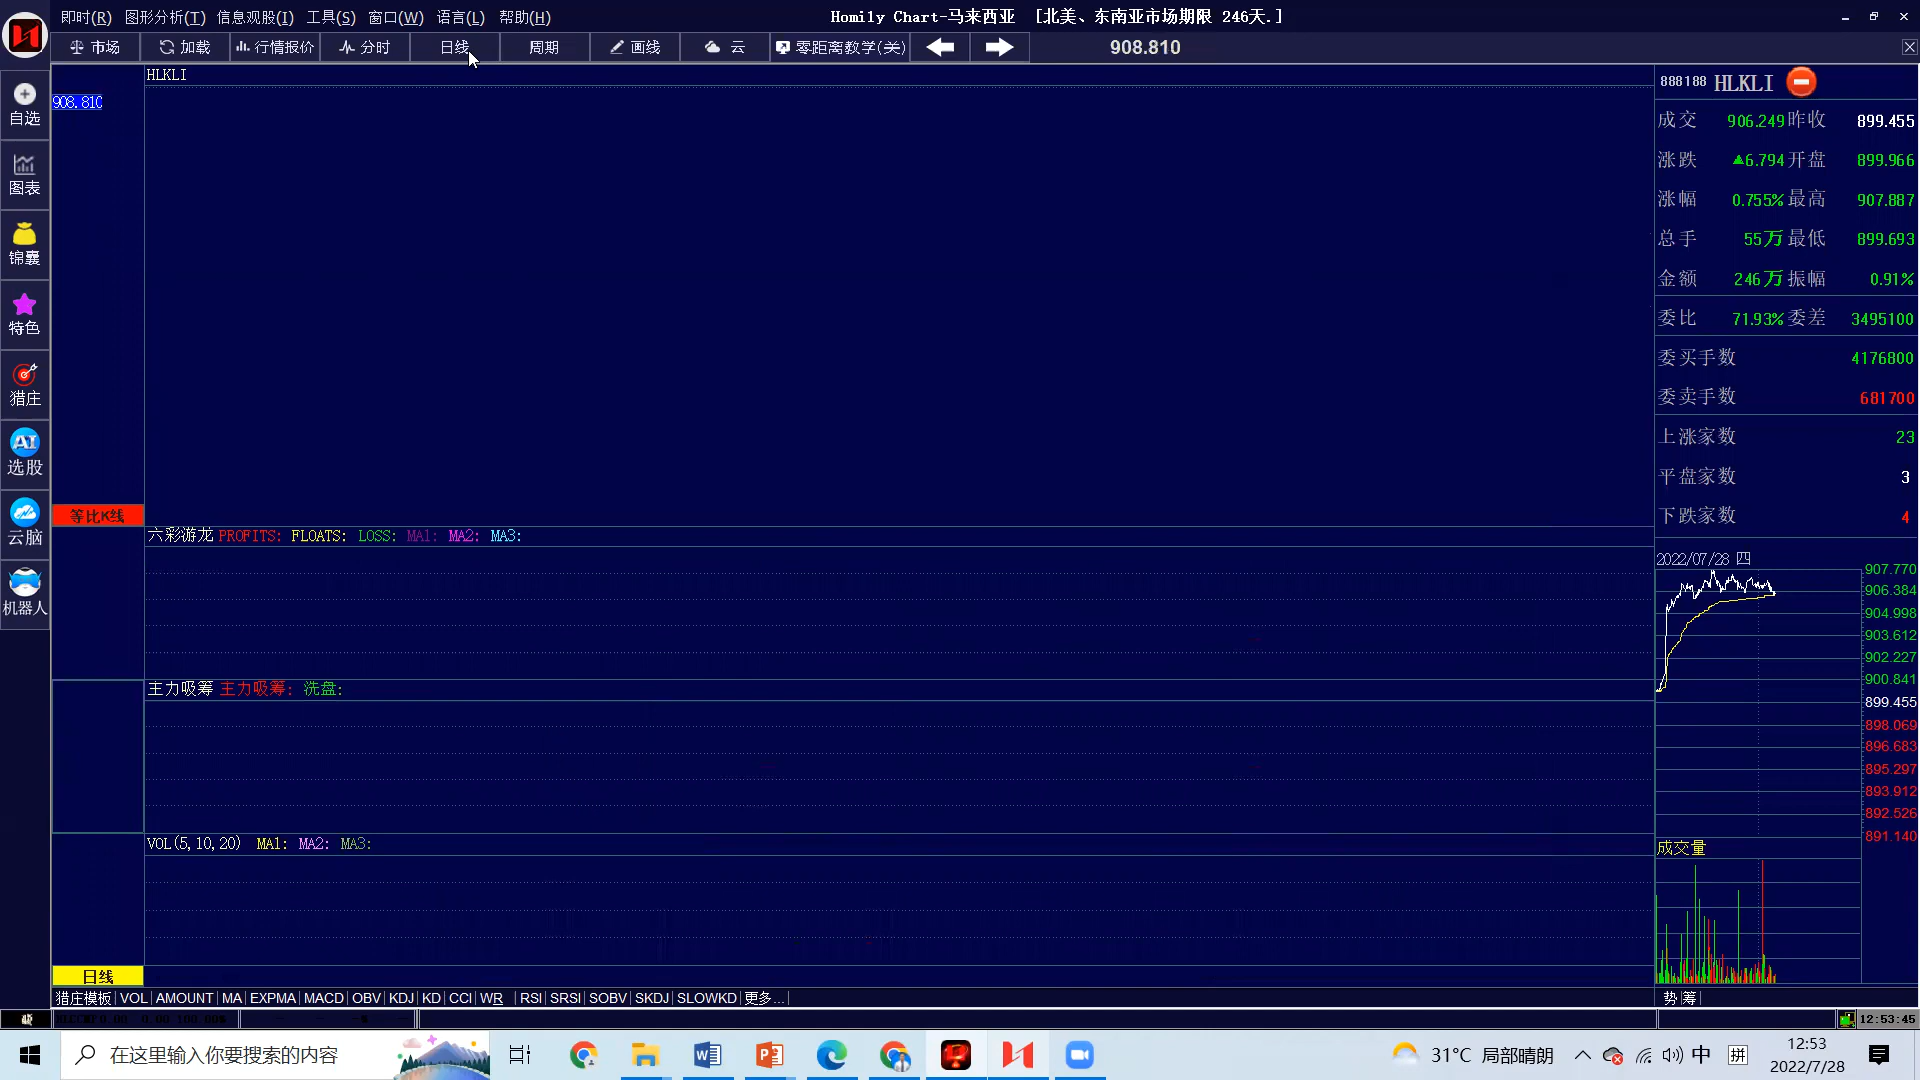 即时(R) 图形分析(T) 信息观股(I) 工具(S) 窗口(W) 语言(L) 帮助(H)
Homily Chart-马来西亚 [北美、东南亚市场期限 246天.]
市场 加载 行情报价 分时 日线 周期 画线 云 零距离教学(关)
908.810
自选
图表
锦囊
特色
猎庄
AI
选股
云脑
机器人
HLKLI
908.810
等比K线
六彩游龙 PROFITS: FLOATS: LOSS: MA1: MA2: MA3:
主力吸筹 主力吸筹: 洗盘:
VOL(5,10,20) MA1: MA2: MA3:
日线
猎庄模板 VOL AMOUNT MA EXPMA MACD OBV KDJ KD CCI WR RSI SRSI SOBV SKDJ SLOWKD 更多...
888188 HLKLI
成交 906.249 昨收 899.455
涨跌 ▲6.794 开盘 899.966
涨幅 0.755% 最高 907.887
总手 55万 最低 899.693
金额 246万 振幅 0.91%
委比 71.93% 委差 3495100
委买手数 4176800
委卖手数 681700
上涨家数 23
平盘家数 3
下跌家数 4
2022/07/28 四
907.770
906.384
904.998
903.612
902.227
900.841
899.455
898.069
896.683
895.297
893.912
892.526
891.140
成交量
势 筹
12:53:45
在这里输入你要搜索的内容
31°C 局部晴朗
中 拼
12:53
2022/7/28